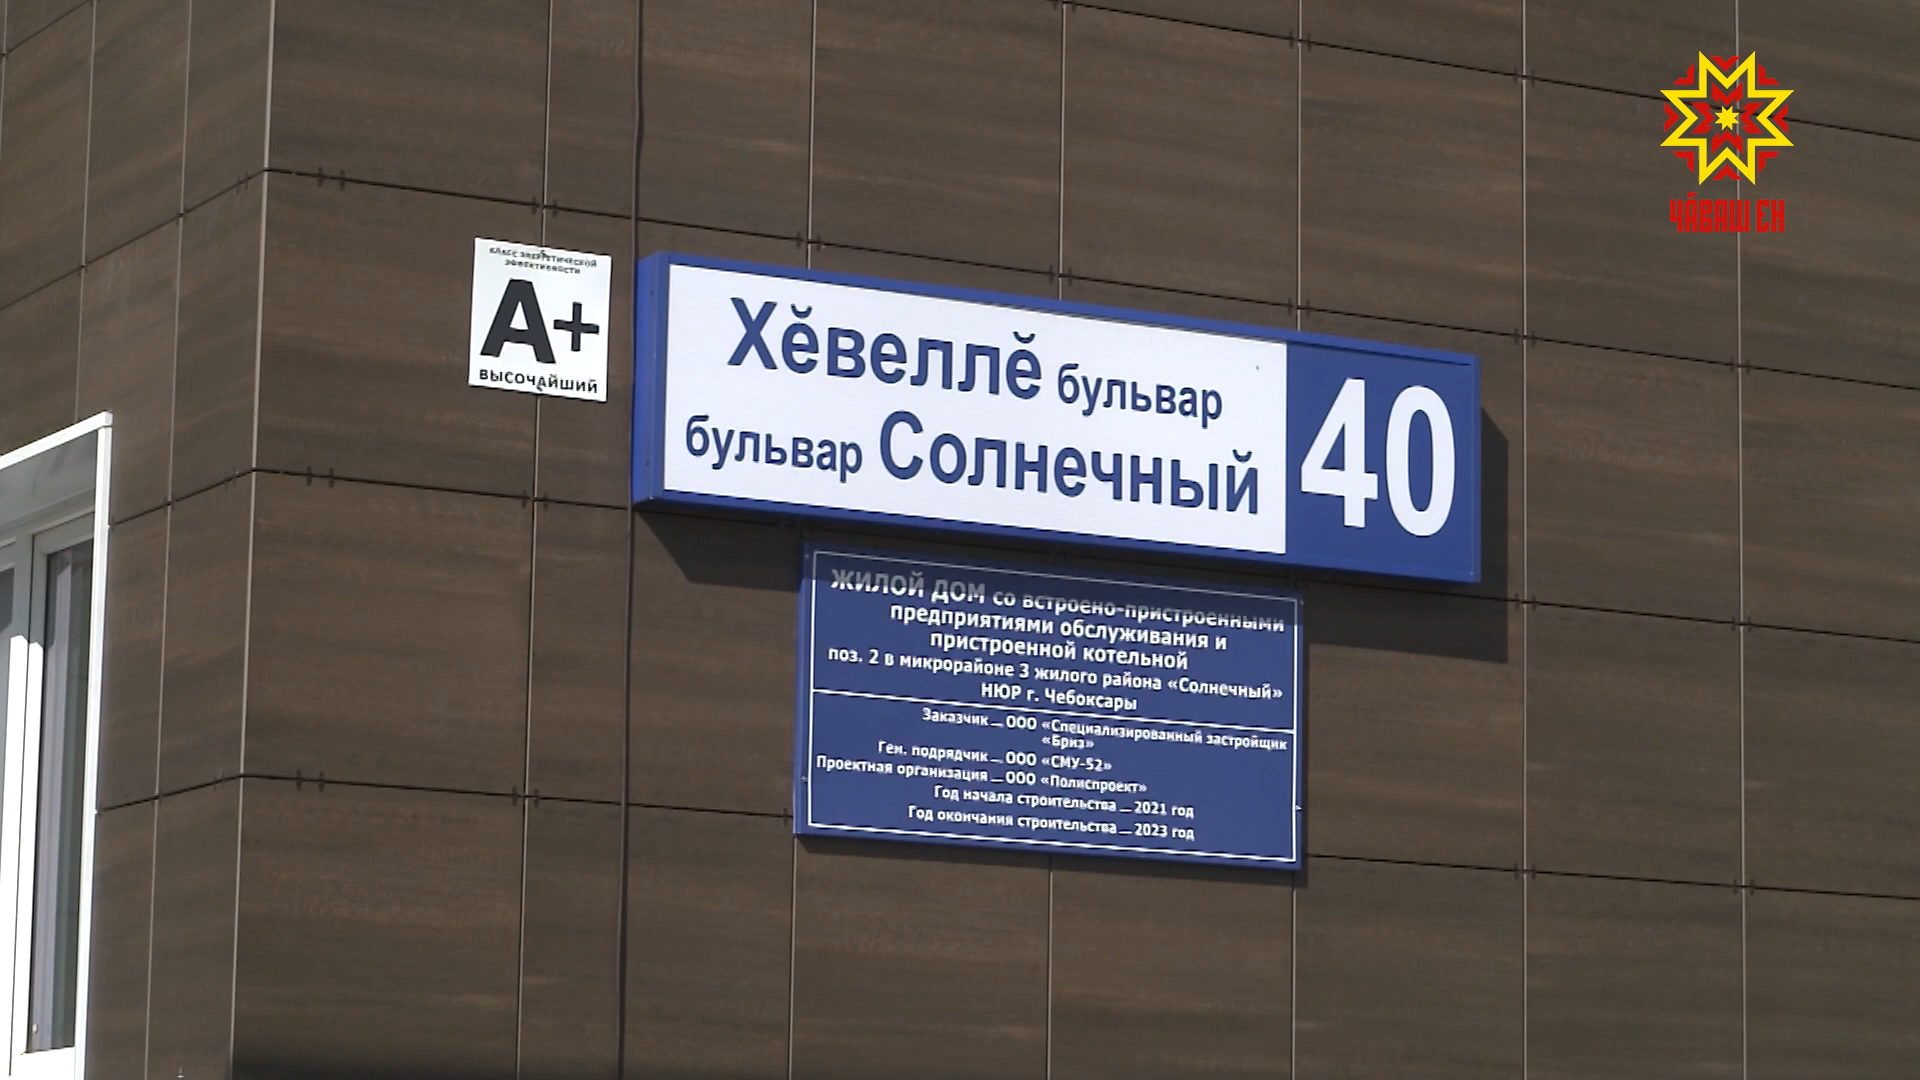 ЧӐВАШ ЕН
КЛАСС ЭНЕРГЕТИЧЕСКОЙ
ЭФФЕКТИВНОСТИ
А+
ВЫСОЧАЙШИЙ
Хӗвеллӗ бульвар
бульвар Солнечный
40
ЖИЛОЙ ДОМ со встроено-пристроенными
предприятиями обслуживания и
пристроенной котельной
поз. 2 в микрорайоне 3 жилого района «Солнечный»
НЮР г. Чебоксары
Заказчик – ООО «Специализированный застройщик
«Бриз»
Ген. подрядчик – ООО «СМУ-52»
Проектная организация – ООО «Полиспроект»
Год начала строительства – 2021 год
Год окончания строительства – 2023 год